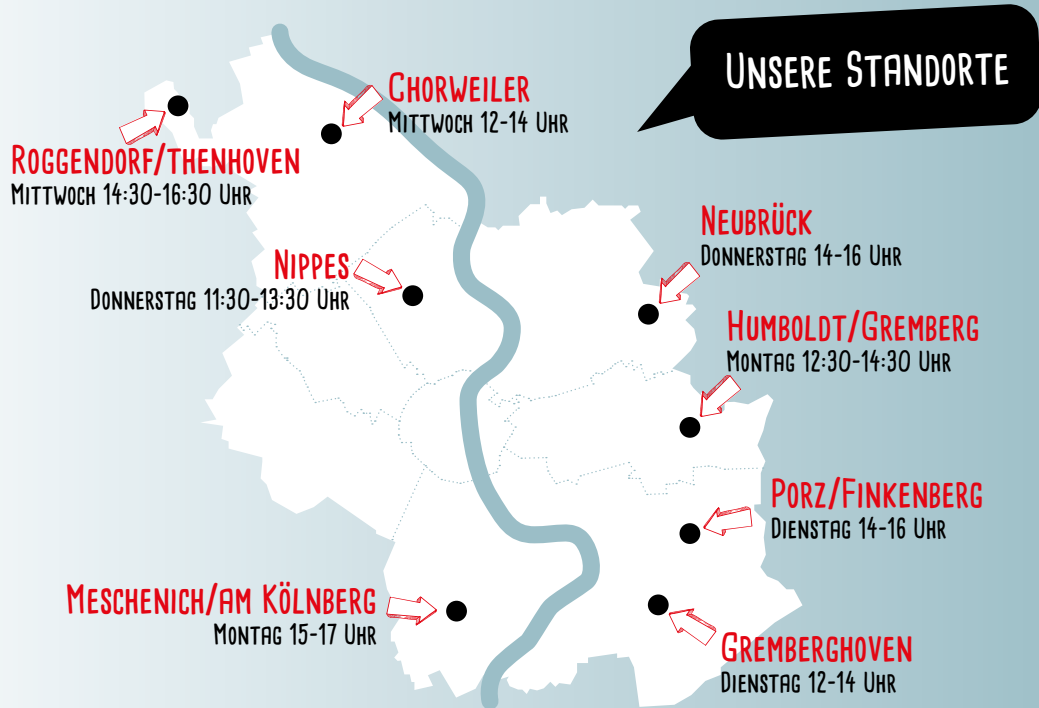 UNSERE STANDORTE
CHORWEILER
MITTWOCH 12-14 UHR
ROGGENDORF/THENHOVEN
MITTWOCH 14:30-16:30 UHR
NEUBRÜCK
DONNERSTAG 14-16 UHR
NIPPES
DONNERSTAG 11:30-13:30 UHR
HUMBOLDT/GREMBERG
MONTAG 12:30-14:30 UHR
PORZ/FINKENBERG
DIENSTAG 14-16 UHR
MESCHENICH/AM KÖLNBERG
MONTAG 15-17 UHR
GREMBERGHOVEN
DIENSTAG 12-14 UHR